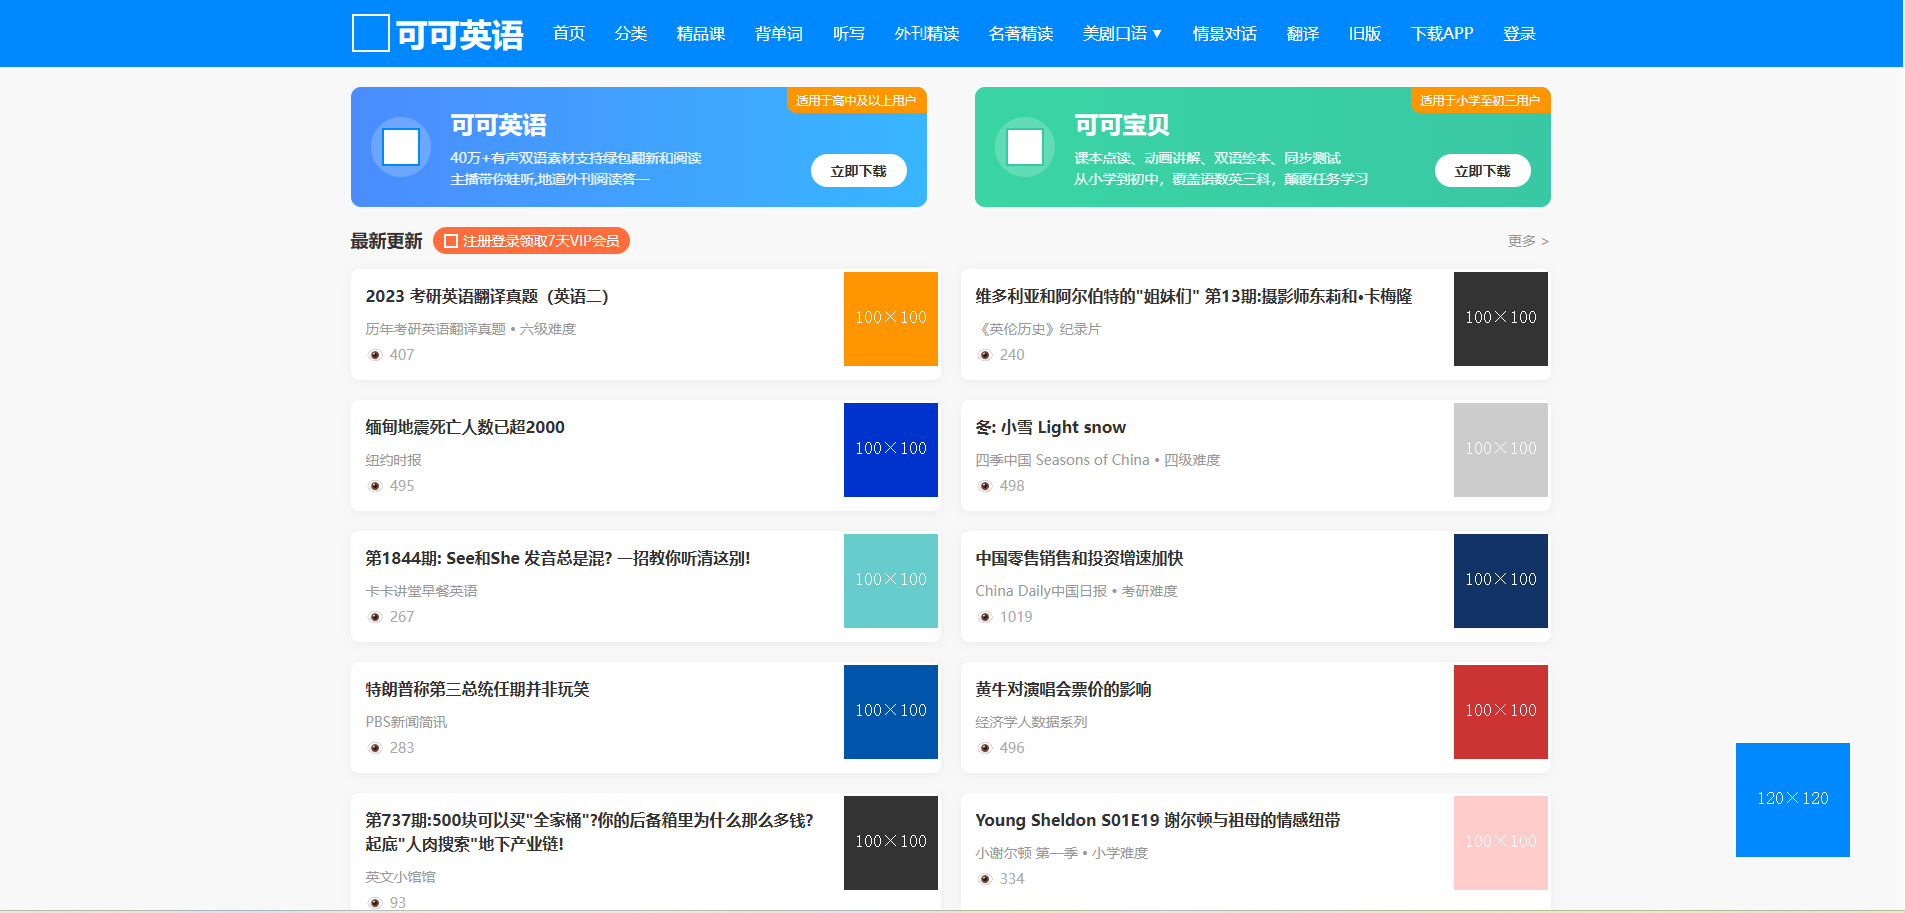 可可英语 首页 分类 精品课 背单词 听写 外刊精读 名著精读 美剧口语 ▼ 情景对话 翻译 旧版 下载APP 登录
适用于高中及以上用户
可可英语
40万+有声双语素材支持绿包翻新和阅读
主播带你娃听,地道外刊阅读答一
立即下载
适用于小学至初三用户
可可宝贝
课本点读、动画讲解、双语绘本、同步测试
从小学到初中，覆盖语数英三科，颠覆任务学习
立即下载
最新更新 注册登录领取7天VIP会员 更多 >
2023 考研英语翻译真题（英语二）
历年考研英语翻译真题 • 六级难度
407
100×100
维多利亚和阿尔伯特的"姐妹们" 第13期:摄影师东莉和•卡梅隆
《英伦历史》纪录片
240
100×100
缅甸地震死亡人数已超2000
纽约时报
495
100×100
冬: 小雪 Light snow
四季中国 Seasons of China • 四级难度
498
100×100
第1844期: See和She 发音总是混? 一招教你听清这别!
卡卡讲堂早餐英语
267
100×100
中国零售销售和投资增速加快
China Daily中国日报 • 考研难度
1019
100×100
特朗普称第三总统任期并非玩笑
PBS新闻简讯
283
100×100
黄牛对演唱会票价的影响
经济学人数据系列
496
100×100
第737期:500块可以买"全家桶"?你的后备箱里为什么那么多钱?
起底"人肉搜索"地下产业链!
英文小馆馆
93
100×100
Young Sheldon S01E19 谢尔顿与祖母的情感纽带
小谢尔顿 第一季 • 小学难度
334
100×100
120×120